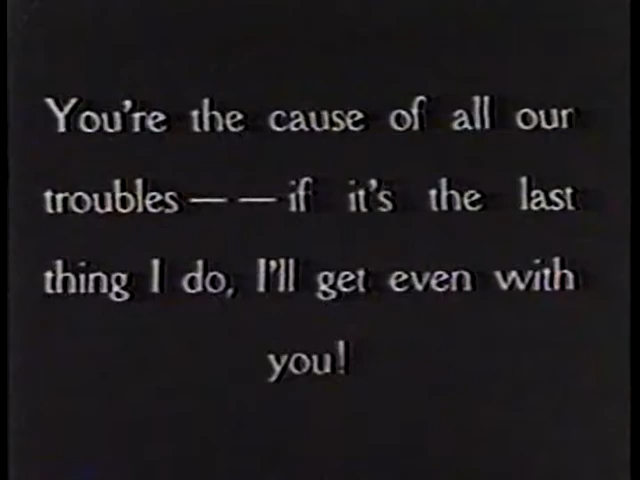 You're the cause of all our
troubles — — if it's the last
thing I do, I'll get even with
you!